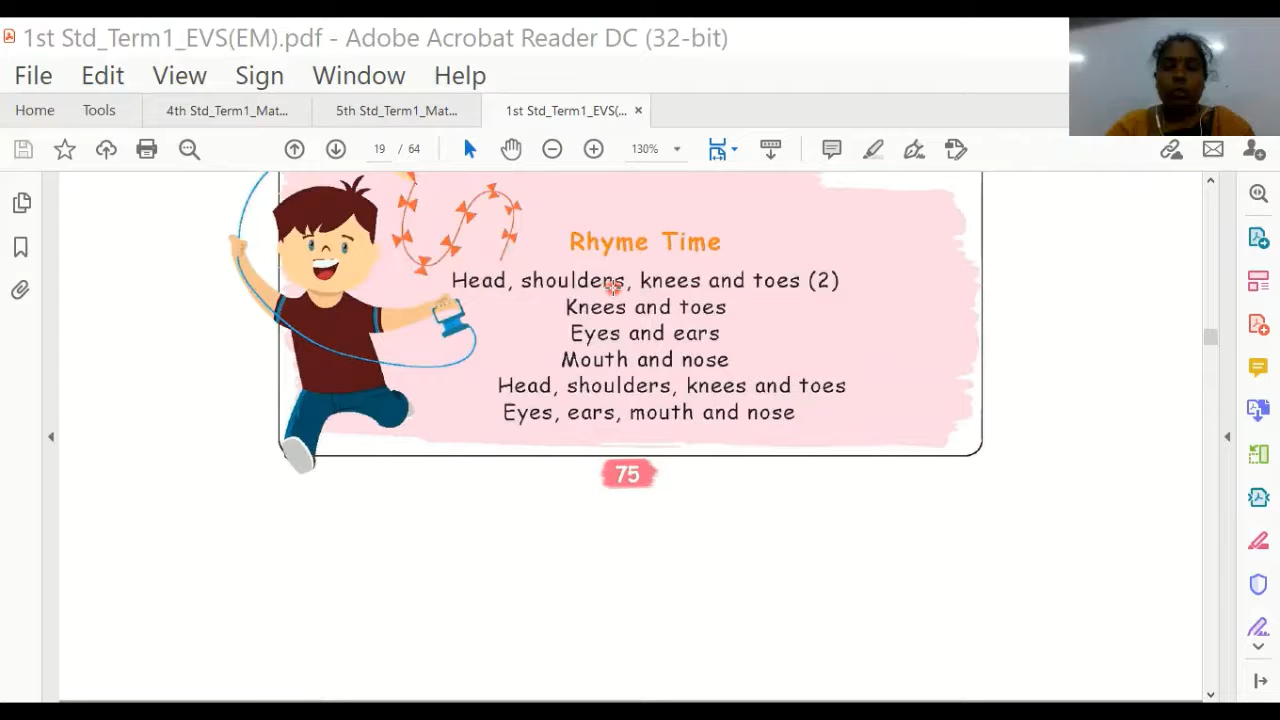 1st Std_Term1_EVS(EM).pdf - Adobe Acrobat Reader DC (32-bit)
File Edit View Sign Window Help
Home Tools 4th Std_Term1_Mat... 5th Std_Term1_Mat... 1st Std_Term1_EVS(... ×
19 / 64 130%
Rhyme Time
Head, shoulders, knees and toes (2)
Knees and toes
Eyes and ears
Mouth and nose
Head, shoulders, knees and toes
Eyes, ears, mouth and nose
75